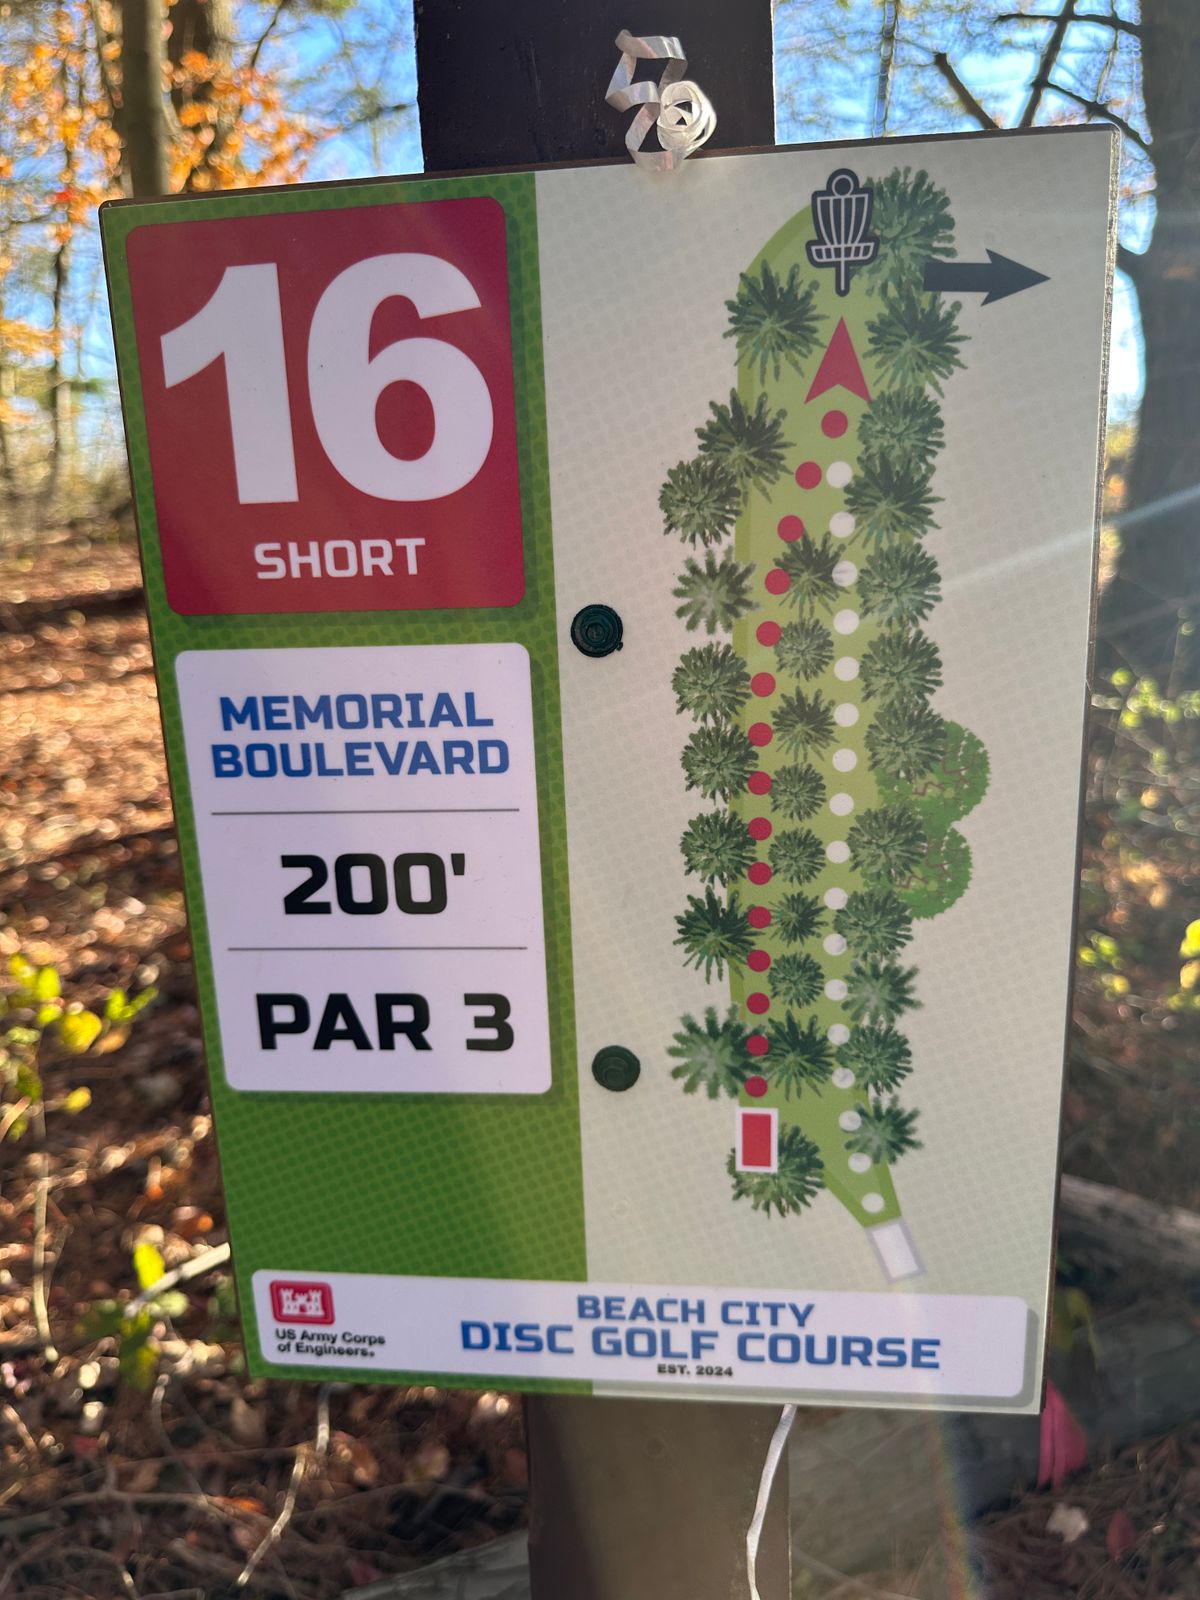 16
SHORT
MEMORIAL
BOULEVARD
200'
PAR 3
US Army Corps
of Engineers®
BEACH CITY
DISC GOLF COURSE
EST. 2024